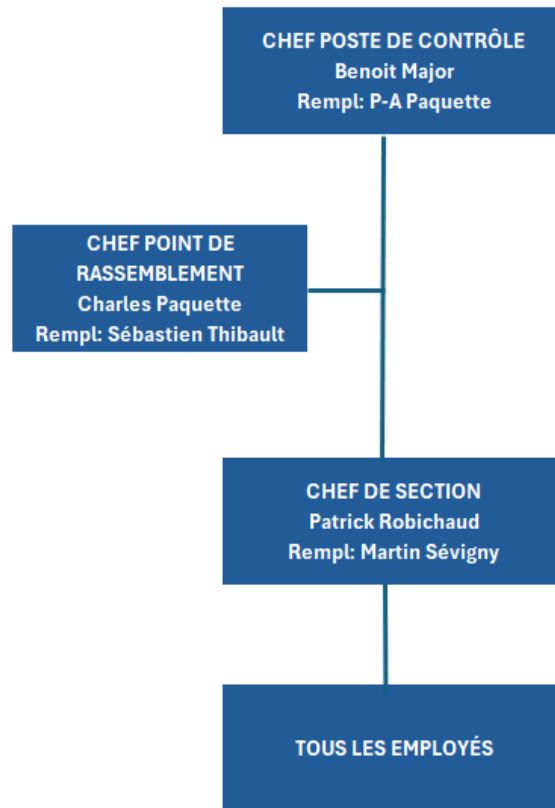 CHEF POSTE DE CONTRÔLE
Benoit Major
Rempl: P-A Paquette
CHEF POINT DE
RASSEMBLEMENT
Charles Paquette
Rempl: Sébastien Thibault
CHEF DE SECTION
Patrick Robichaud
Rempl: Martin Sévigny
TOUS LES EMPLOYÉS